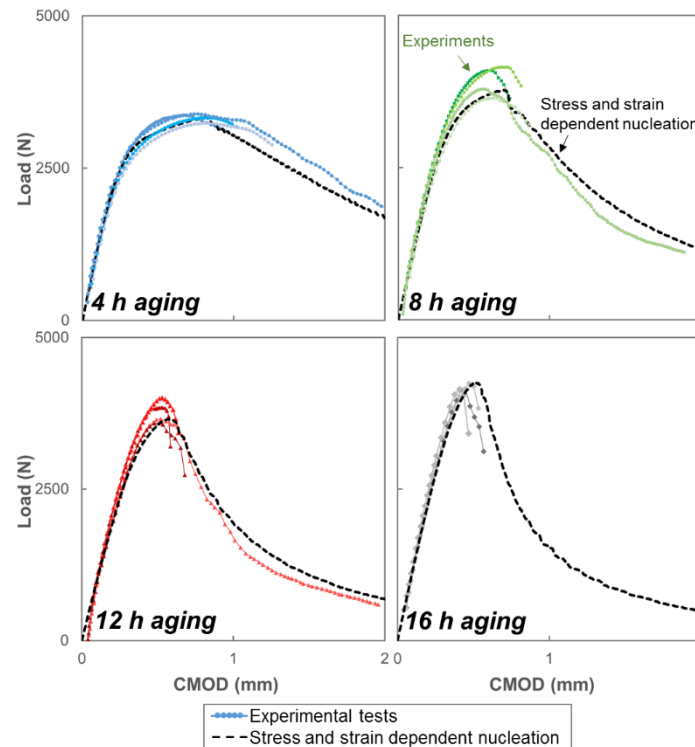 5000
Load (N)
2500
0
4 h aging
Experiments
Stress and strain
dependent nucleation
8 h aging
5000
Load (N)
2500
0
12 h aging
16 h aging
0
1
2
0
1
CMOD (mm)
CMOD (mm)
Experimental tests
Stress and strain dependent nucleation